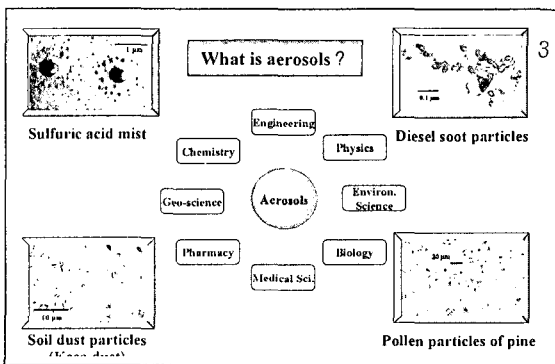 What is aerosols ?
3
1 µm
Sulfuric acid mist
0.1 µm
Diesel soot particles
Engineering
Chemistry
Physics
Geo-science
Aerosols
Environ.
Science
Pharmacy
Biology
Medical Sci.
10 µm
Soil dust particles
20 µm
Pollen particles of pine